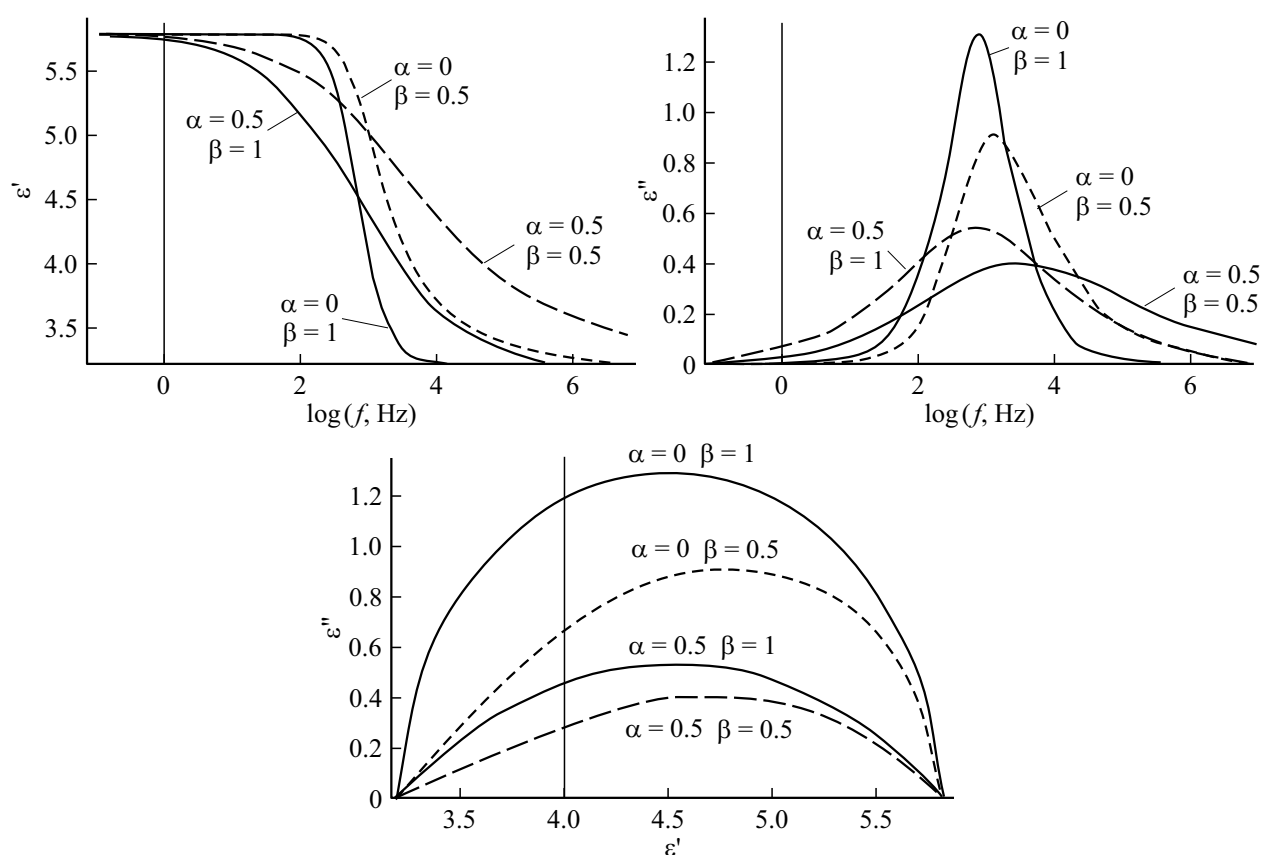 ε'
5.5
5.0
4.5
4.0
3.5
0 2 4 6
log (f, Hz)
α = 0
β = 0.5
α = 0.5
β = 1
α = 0.5
β = 0.5
α = 0
β = 1
ε"
1.2
1.0
0.8
0.6
0.4
0.2
0
0 2 4 6
log (f, Hz)
α = 0
β = 1
α = 0
β = 0.5
α = 0.5
β = 1
α = 0.5
β = 0.5
ε"
1.2
1.0
0.8
0.6
0.4
0.2
0
α = 0 β = 1
α = 0 β = 0.5
α = 0.5 β = 1
α = 0.5 β = 0.5
3.5 4.0 4.5 5.0 5.5
ε'